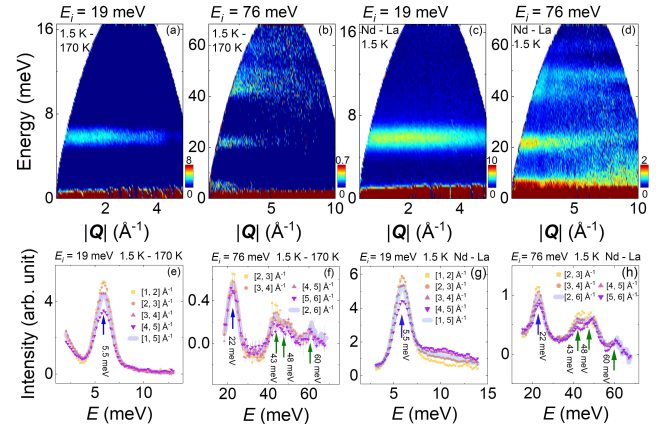 Ei = 19 meV
Ei = 76 meV
Ei = 19 meV
Ei = 76 meV
Energy (meV)
16
8
0
1.5 K - 170 K
(a)
8
0
2
4
|Q| (Å-1)
60
40
20
0
1.5 K - 170 K
(b)
0.7
0
5
10
|Q| (Å-1)
16
8
0
Nd - La 1.5 K
(c)
10
0
2
4
|Q| (Å-1)
60
40
20
0
Nd - La 1.5 K
(d)
2
0
5
10
|Q| (Å-1)
Intensity (arb. unit)
Ei = 19 meV 1.5 K - 170 K
(e)
4
2
0
[1, 2] Å-1
[2, 3] Å-1
[3, 4] Å-1
[4, 5] Å-1
[1, 5] Å-1
5.5 meV
5
10
E (meV)
Ei = 76 meV 1.5 K - 170 K
(f)
0.4
0.0
[2, 3] Å-1
[3, 4] Å-1
[4, 5] Å-1
[5, 6] Å-1
[2, 6] Å-1
22 meV
43 meV
48 meV
60 meV
20
40
60
E (meV)
Ei = 19 meV 1.5 K Nd - La
(g)
6
5
4
2
1
0
[1, 2] Å-1
[2, 3] Å-1
[3, 4] Å-1
[4, 5] Å-1
[1, 5] Å-1
5.5 meV
5
10
15
E (meV)
Ei = 76 meV 1.5 K Nd - La
(h)
1
0
[2, 3] Å-1
[3, 4] Å-1
[2, 6] Å-1
[4, 5] Å-1
[5, 6] Å-1
22 meV
43 meV
48 meV
60 meV
20
40
60
E (meV)